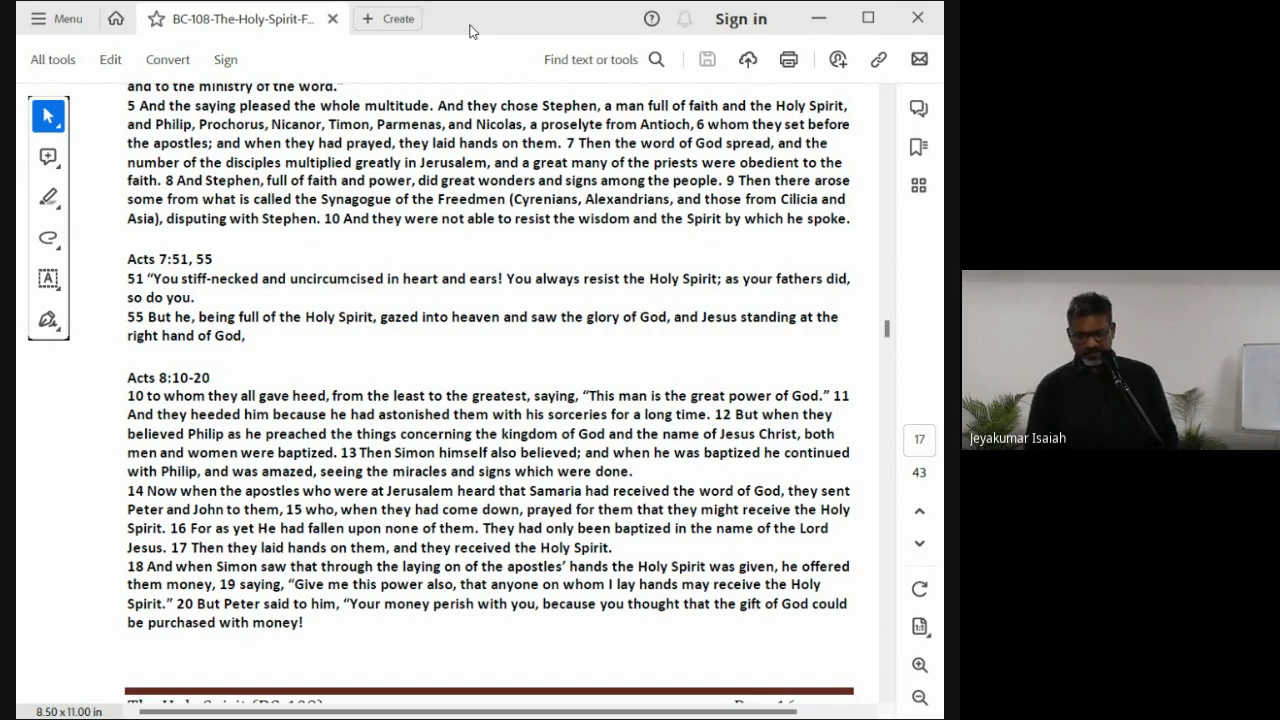 Menu
BC-108-The-Holy-Spirit-F...
Create
Sign in
All tools
Edit
Convert
Sign
Find text or tools
and to the ministry of the word."
5 And the saying pleased the whole multitude. And they chose Stephen, a man full of faith and the Holy Spirit,
and Philip, Prochorus, Nicanor, Timon, Parmenas, and Nicolas, a proselyte from Antioch, 6 whom they set before
the apostles; and when they had prayed, they laid hands on them. 7 Then the word of God spread, and the
number of the disciples multiplied greatly in Jerusalem, and a great many of the priests were obedient to the
faith. 8 And Stephen, full of faith and power, did great wonders and signs among the people. 9 Then there arose
some from what is called the Synagogue of the Freedmen (Cyrenians, Alexandrians, and those from Cilicia and
Asia), disputing with Stephen. 10 And they were not able to resist the wisdom and the Spirit by which he spoke.
Acts 7:51, 55
51 “You stiff-necked and uncircumcised in heart and ears! You always resist the Holy Spirit; as your fathers did,
so do you.
55 But he, being full of the Holy Spirit, gazed into heaven and saw the glory of God, and Jesus standing at the
right hand of God,
Acts 8:10-20
10 to whom they all gave heed, from the least to the greatest, saying, “This man is the great power of God.” 11
And they heeded him because he had astonished them with his sorceries for a long time. 12 But when they
believed Philip as he preached the things concerning the kingdom of God and the name of Jesus Christ, both
men and women were baptized. 13 Then Simon himself also believed; and when he was baptized he continued
with Philip, and was amazed, seeing the miracles and signs which were done.
14 Now when the apostles who were at Jerusalem heard that Samaria had received the word of God, they sent
Peter and John to them, 15 who, when they had come down, prayed for them that they might receive the Holy
Spirit. 16 For as yet He had fallen upon none of them. They had only been baptized in the name of the Lord
Jesus. 17 Then they laid hands on them, and they received the Holy Spirit.
18 And when Simon saw that through the laying on of the apostles’ hands the Holy Spirit was given, he offered
them money, 19 saying, “Give me this power also, that anyone on whom I lay hands may receive the Holy
Spirit.” 20 But Peter said to him, “Your money perish with you, because you thought that the gift of God could
be purchased with money!
The Holy Spirit (BC-108)
Page 16
8.50 x 11.00 in
17
43
Jeyakumar Isaiah